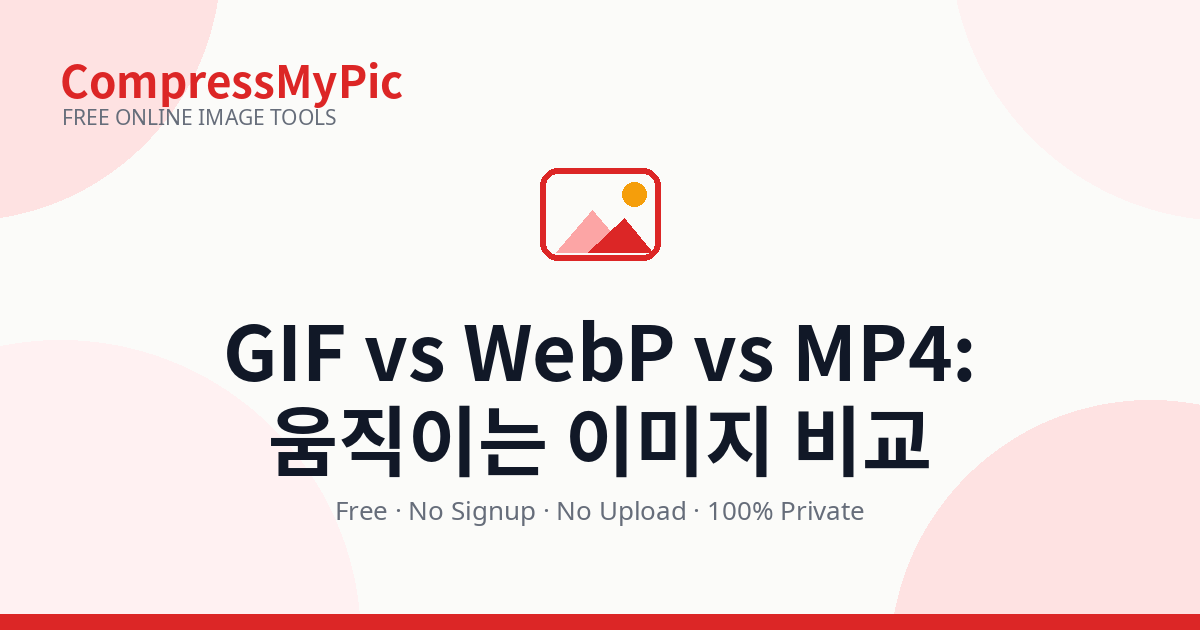 CompressMyPic
FREE ONLINE IMAGE TOOLS
GIF vs WebP vs MP4:
움직이는 이미지 비교
Free · No Signup · No Upload · 100% Private